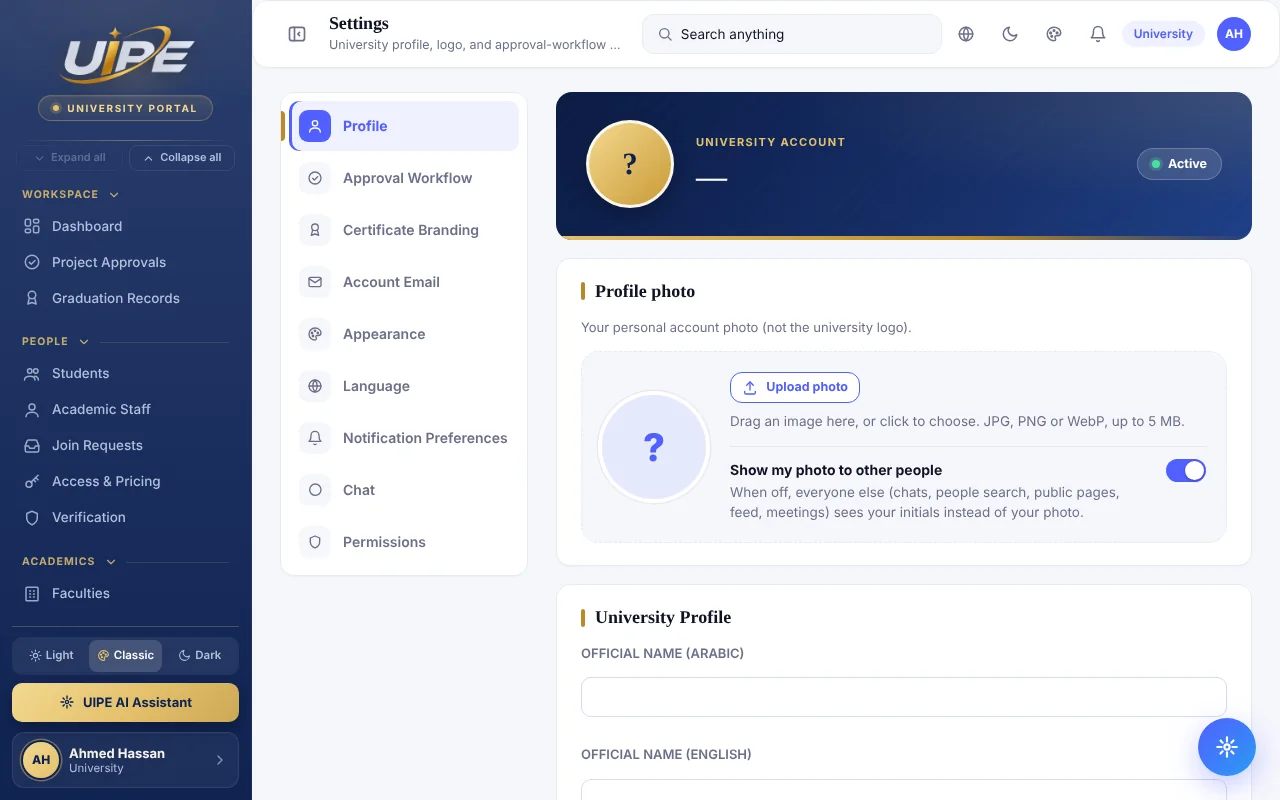 UIPE
UNIVERSITY PORTAL
Expand all
Collapse all
WORKSPACE
Dashboard
Project Approvals
Graduation Records
PEOPLE
Students
Academic Staff
Join Requests
Access & Pricing
Verification
ACADEMICS
Faculties
Light
Classic
Dark
UIPE AI Assistant
AH
Ahmed Hassan
University
Settings
University profile, logo, and approval-workflow ...
Search anything
University
AH
Profile
Approval Workflow
Certificate Branding
Account Email
Appearance
Language
Notification Preferences
Chat
Permissions
?
UNIVERSITY ACCOUNT
—
Active
Profile photo
Your personal account photo (not the university logo).
?
Upload photo
Drag an image here, or click to choose. JPG, PNG or WebP, up to 5 MB.
Show my photo to other people
When off, everyone else (chats, people search, public pages,
feed, meetings) sees your initials instead of your photo.
University Profile
OFFICIAL NAME (ARABIC)
OFFICIAL NAME (ENGLISH)